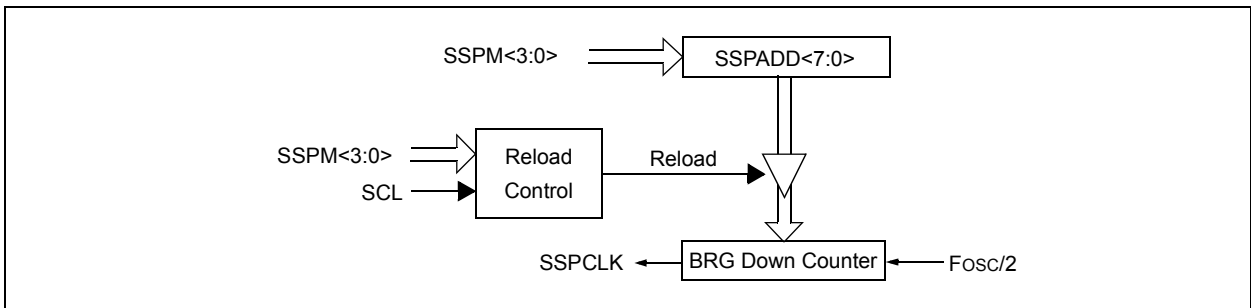 SSPM<3:0>
SSPADD<7:0>
SSPM<3:0>
SCL
Reload
Control
Reload
SSPCLK
BRG Down Counter
FOSC/2